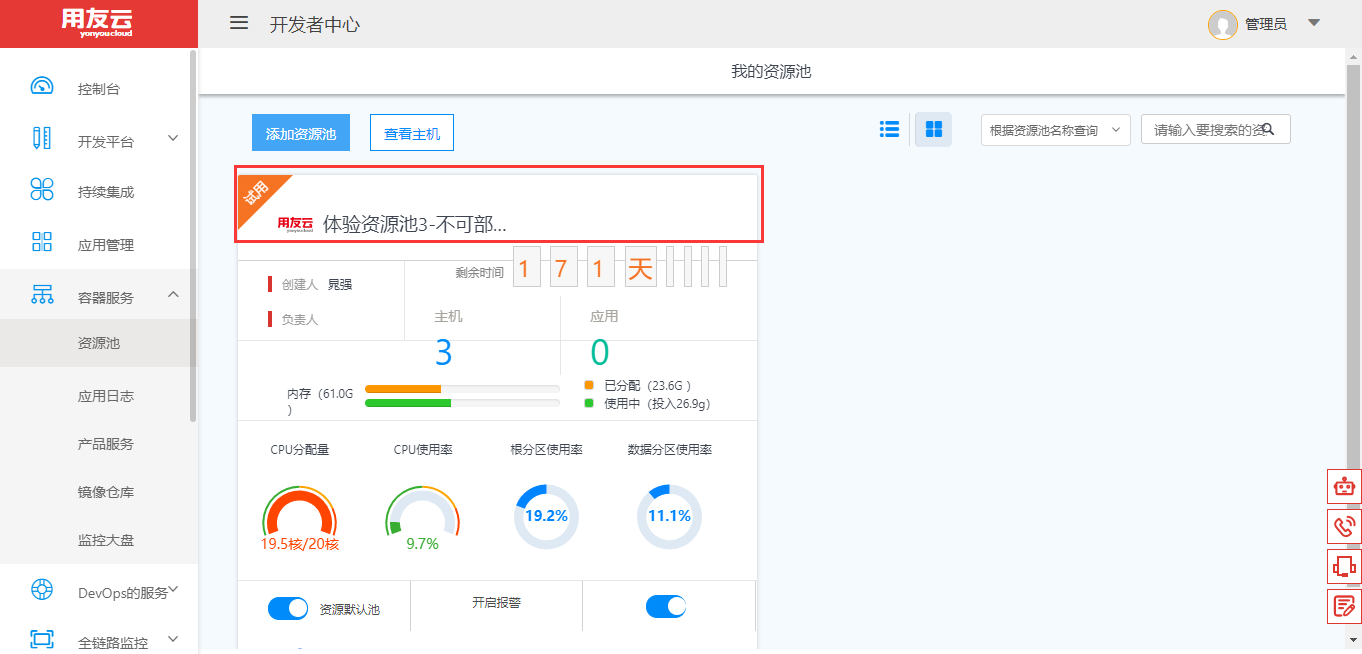 用友云
yonyoucloud
开发者中心
管理员
控制台
开发平台
持续集成
应用管理
容器服务
资源池
应用日志
产品服务
镜像仓库
监控大盘
DevOps的服务
全链路监控
我的资源池
添加资源池
查看主机
根据资源池名称查询
请输入要搜索的资
试用
用友云
yonyoucloud
体验资源池3-不可部...
剩余时间
1 7 1 天
创建人 晁强
负责人
主机
3
应用
0
内存（61.0G
）
已分配（23.6G ）
使用中（投入26.9g）
CPU分配量
CPU使用率
根分区使用率
数据分区使用率
19.5核/20核
9.7%
19.2%
11.1%
资源默认池
开启报警